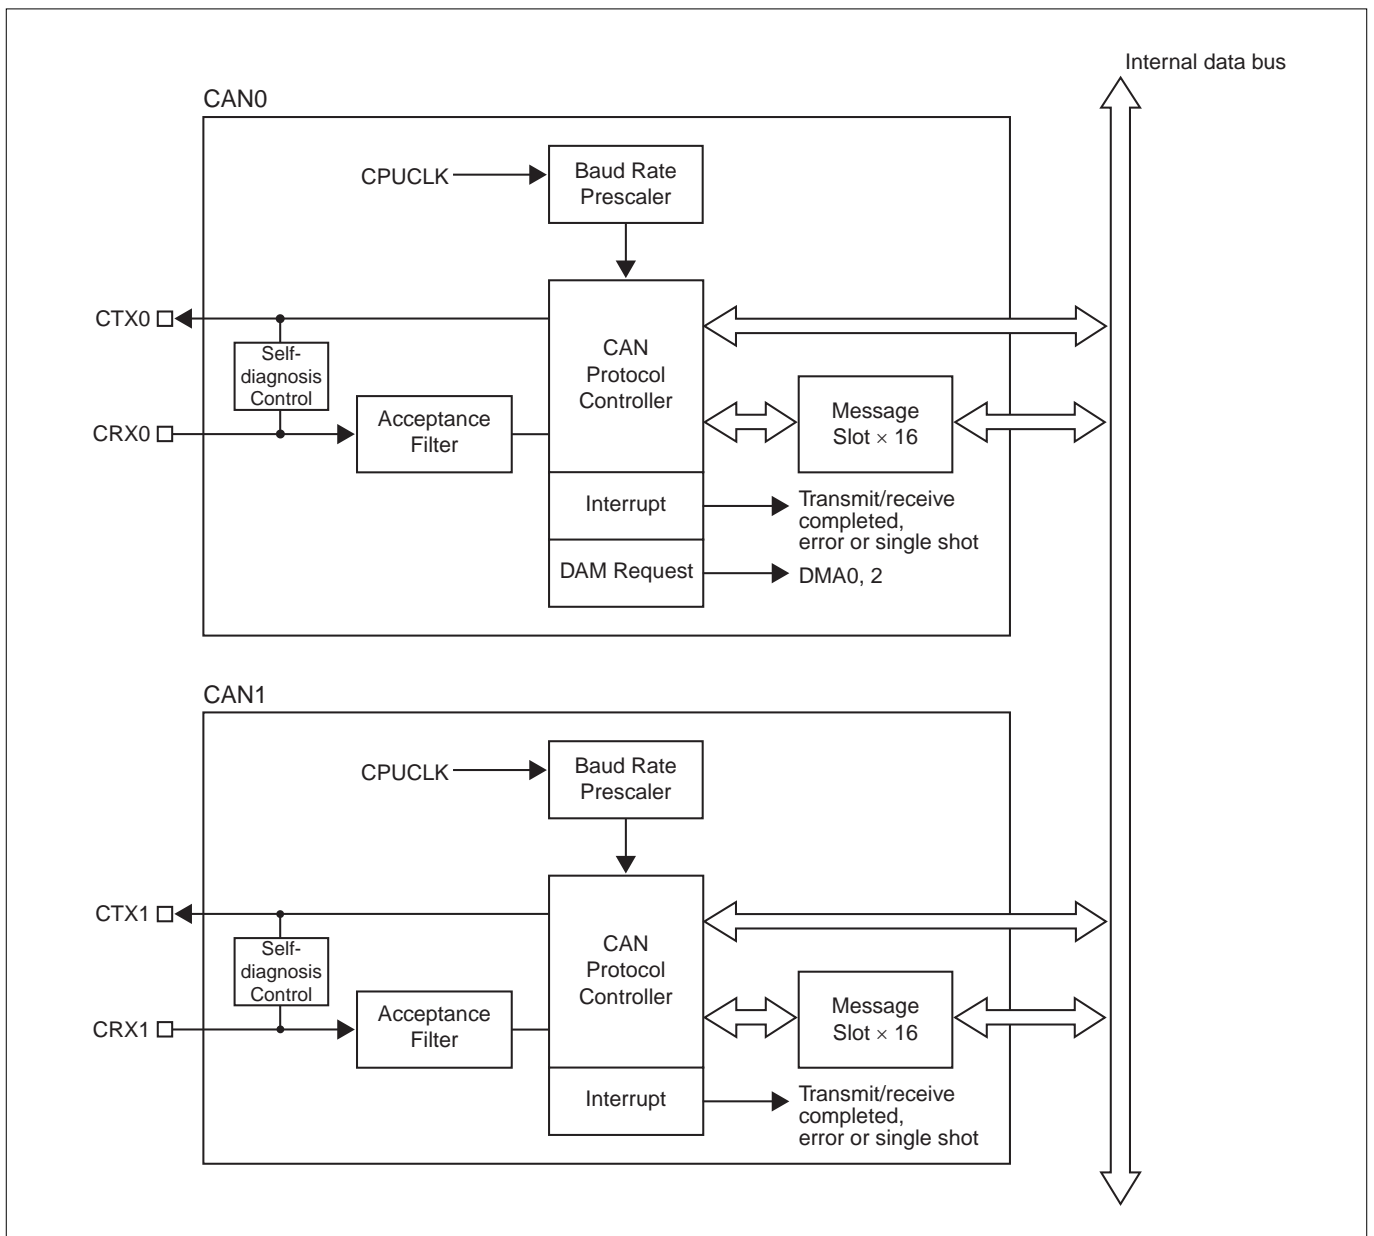 Internal data bus
CAN0
CPUCLK
Baud Rate
Prescaler
CTX0
Self-
diagnosis
Control
CRX0
Acceptance
Filter
CAN
Protocol
Controller
Message
Slot × 16
Interrupt
Transmit/receive
completed,
error or single shot
DAM Request
DMA0, 2
CAN1
CPUCLK
Baud Rate
Prescaler
CTX1
Self-
diagnosis
Control
CRX1
Acceptance
Filter
CAN
Protocol
Controller
Message
Slot × 16
Interrupt
Transmit/receive
completed,
error or single shot